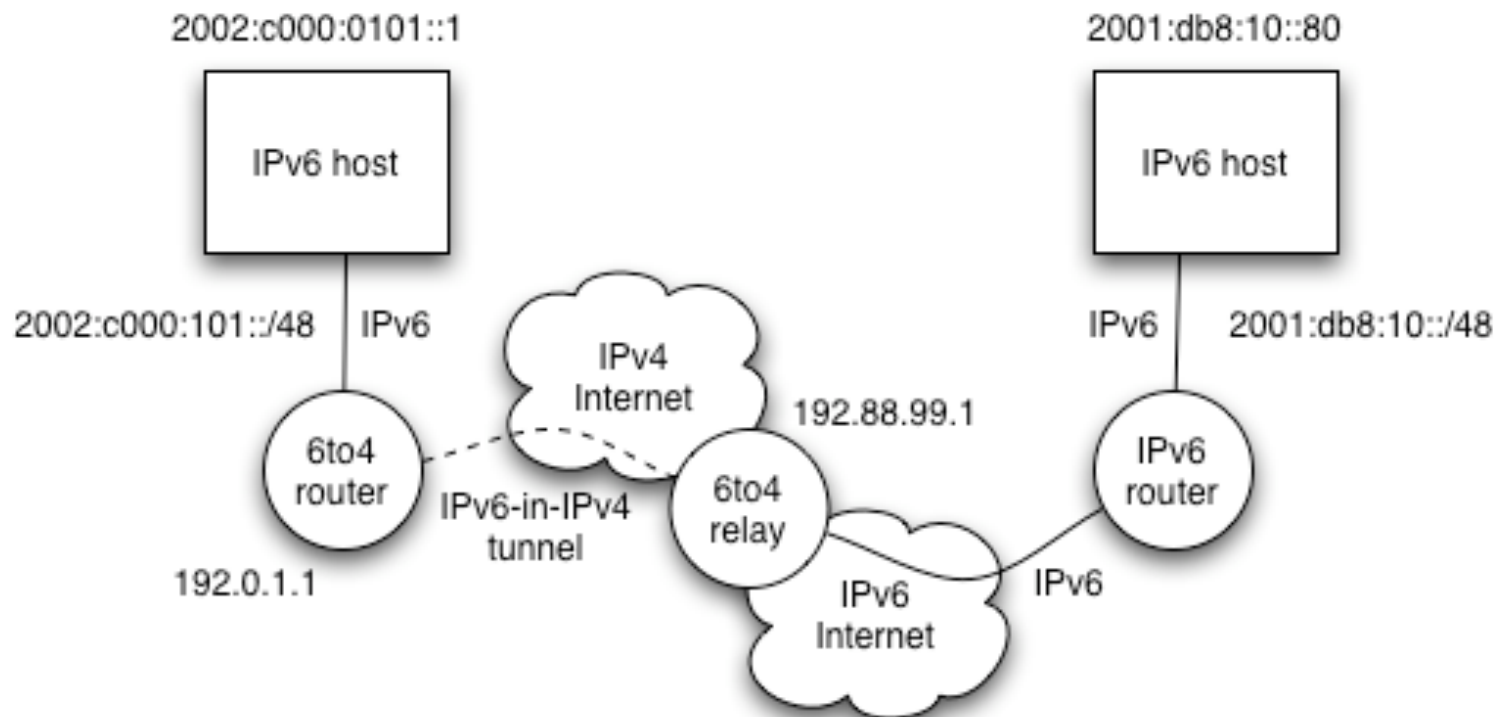 2002:c000:0101::1
2001:db8:10::80
IPv6 host
IPv6 host
2002:c000:101::/48
IPv6
IPv6
2001:db8:10::/48
IPv4
Internet
192.88.99.1
6to4
router
IPv6-in-IPv4
tunnel
6to4
relay
IPv6
router
192.0.1.1
IPv6
Internet
IPv6